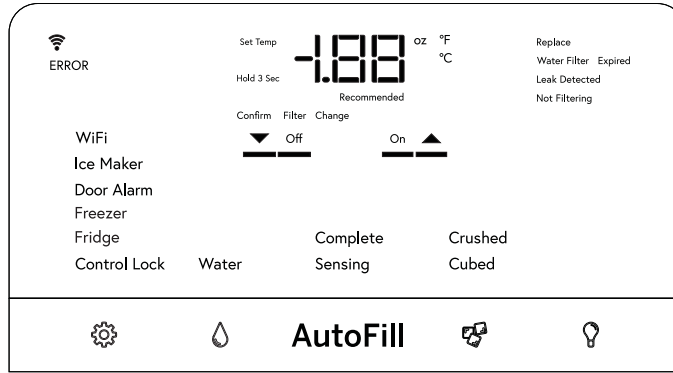 Set Temp
-1.88 oz °F
°C
Replace
Water Filter Expired
Leak Detected
Not Filtering
ERROR
Hold 3 Sec
Recommended
Confirm Filter Change
Off On
WiFi
Ice Maker
Door Alarm
Freezer
Fridge
Control Lock
Water
Complete
Sensing
Crushed
Cubed
AutoFill